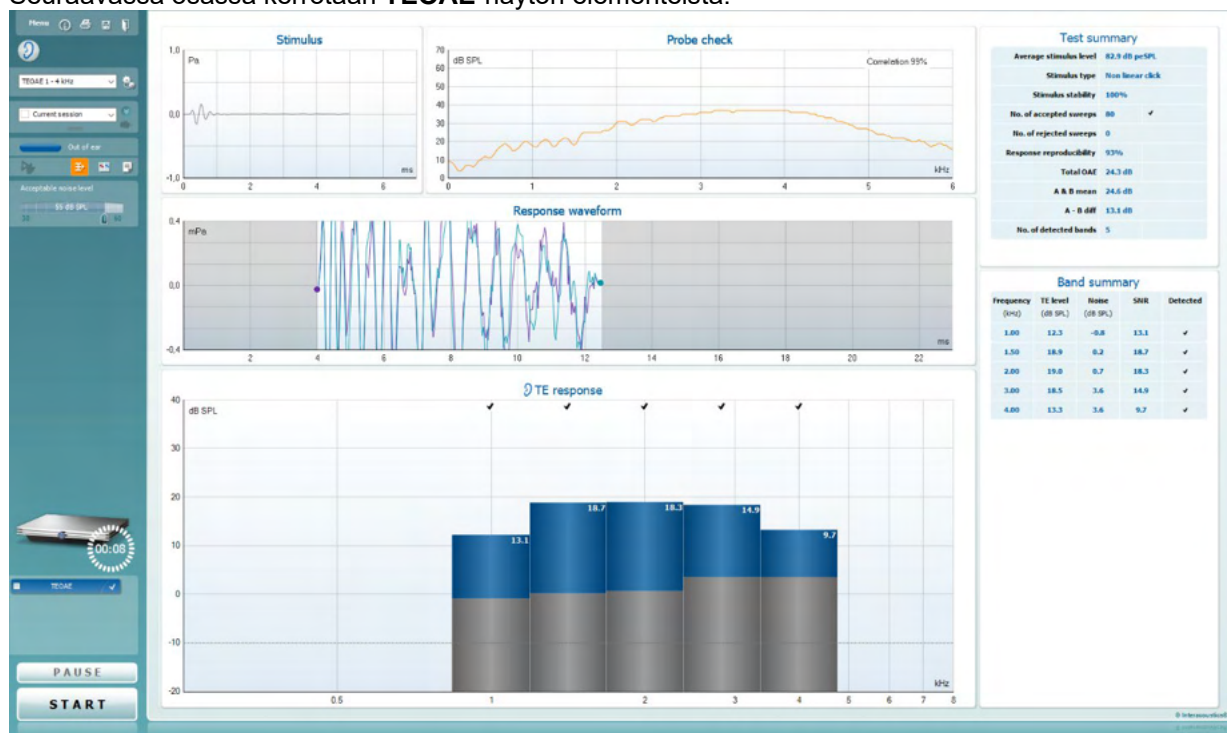 Seuraavassa osassa kerrotaan TEOAE-näytön elementeistä.
Menu
TEOAE 1 - 4 kHz
Current session
Out of ear
Acceptable noise level
55 dB SPL
30 60
00:08
TEOAE
PAUSE
START
Stimulus
1,0
Pa
0,0
-1,0
ms
0 2 4 6
Probe check
70
dB SPL
Correlation 99%
60
50
40
30
20
10
0
kHz
0 1 2 3 4 5 6
Response waveform
0,4
mPa
0,0
-0,4
ms
2 4 6 8 10 12 14 16 18 20 22
TE response
40
dB SPL
30
20
10
0
-10
-20
13.1 18.7 18.3 14.9 9.7
kHz
0.5 1 2 3 4 5 6 7 8
Test summary
Average stimulus level 82.9 dB peSPL
Stimulus type Non linear click
Stimulus stability 100%
No. of accepted sweeps 80 ✔
No. of rejected sweeps 0
Response reproducibility 93%
Total OAE 24.3 dB
A & B mean 24.6 dB
A - B diff 13.1 dB
No. of detected bands 5
Band summary
Frequency TE level Noise SNR Detected
(kHz) (dB SPL) (dB SPL)
1.00 12.3 -0.8 13.1 ✔
1.50 18.9 0.2 18.7 ✔
2.00 19.0 0.7 18.3 ✔
3.00 18.5 3.6 14.9 ✔
4.00 13.3 3.6 9.7 ✔
© Interacoustics